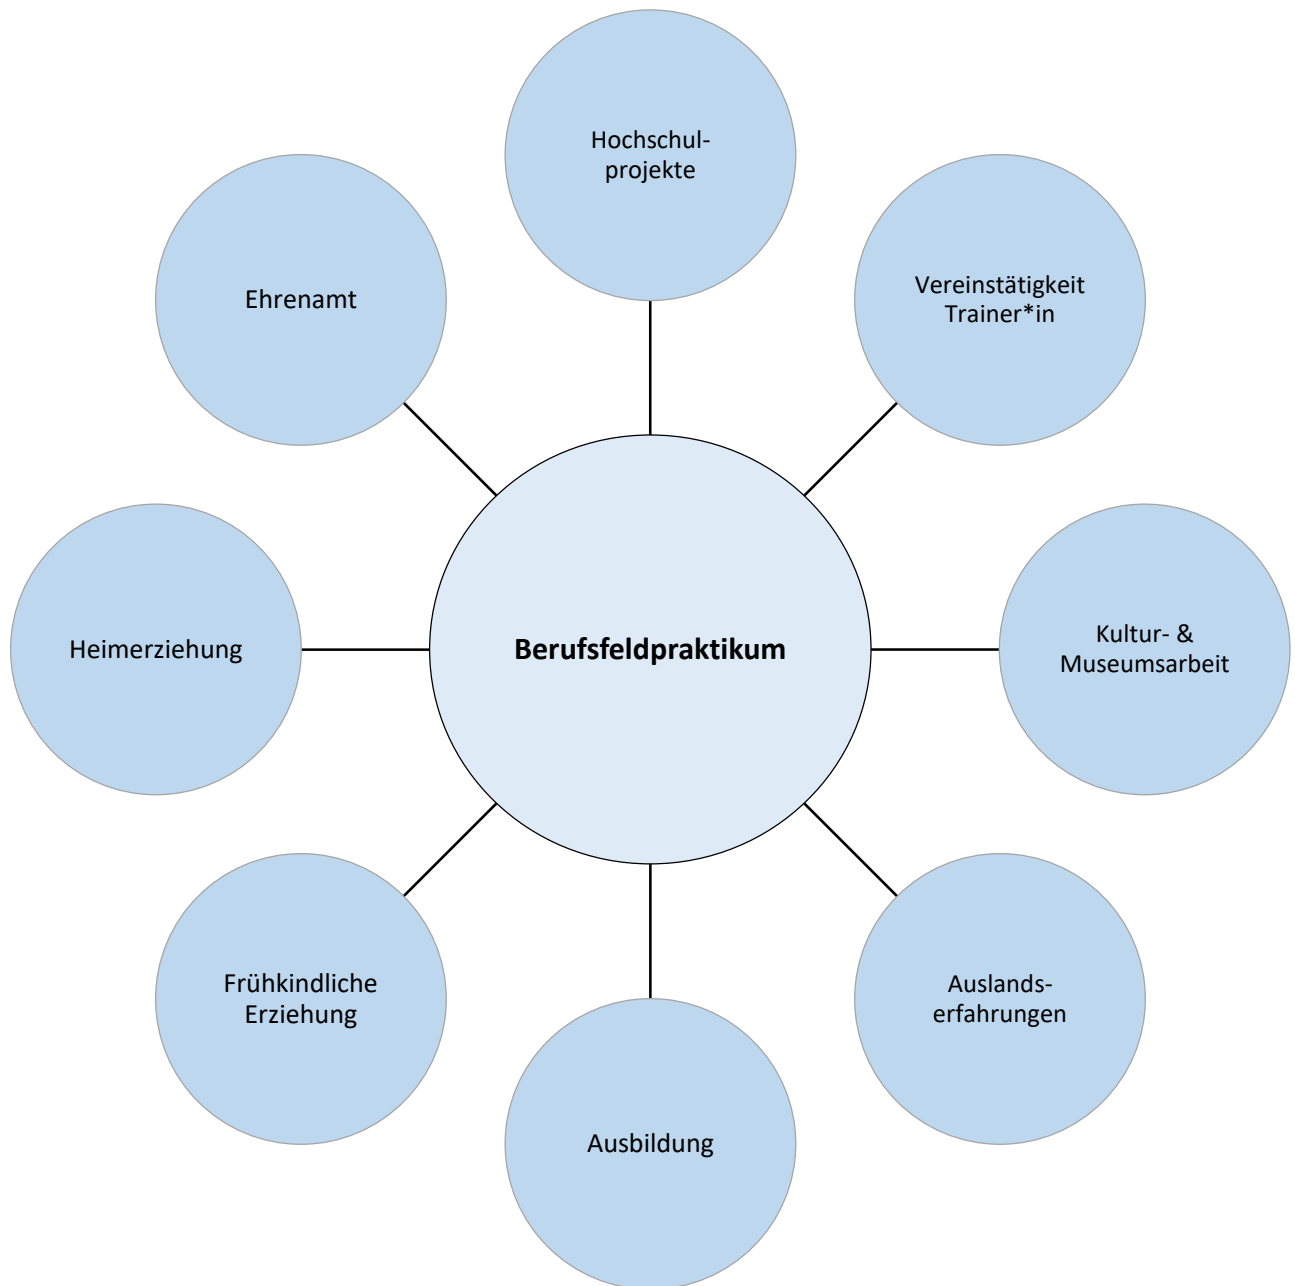 Hochschul-
projekte
Ehrenamt
Vereinstätigkeit
Trainer*in
Heimerziehung
Berufsfeldpraktikum
Kultur- &
Museumsarbeit
Frühkindliche
Erziehung
Auslands-
erfahrungen
Ausbildung